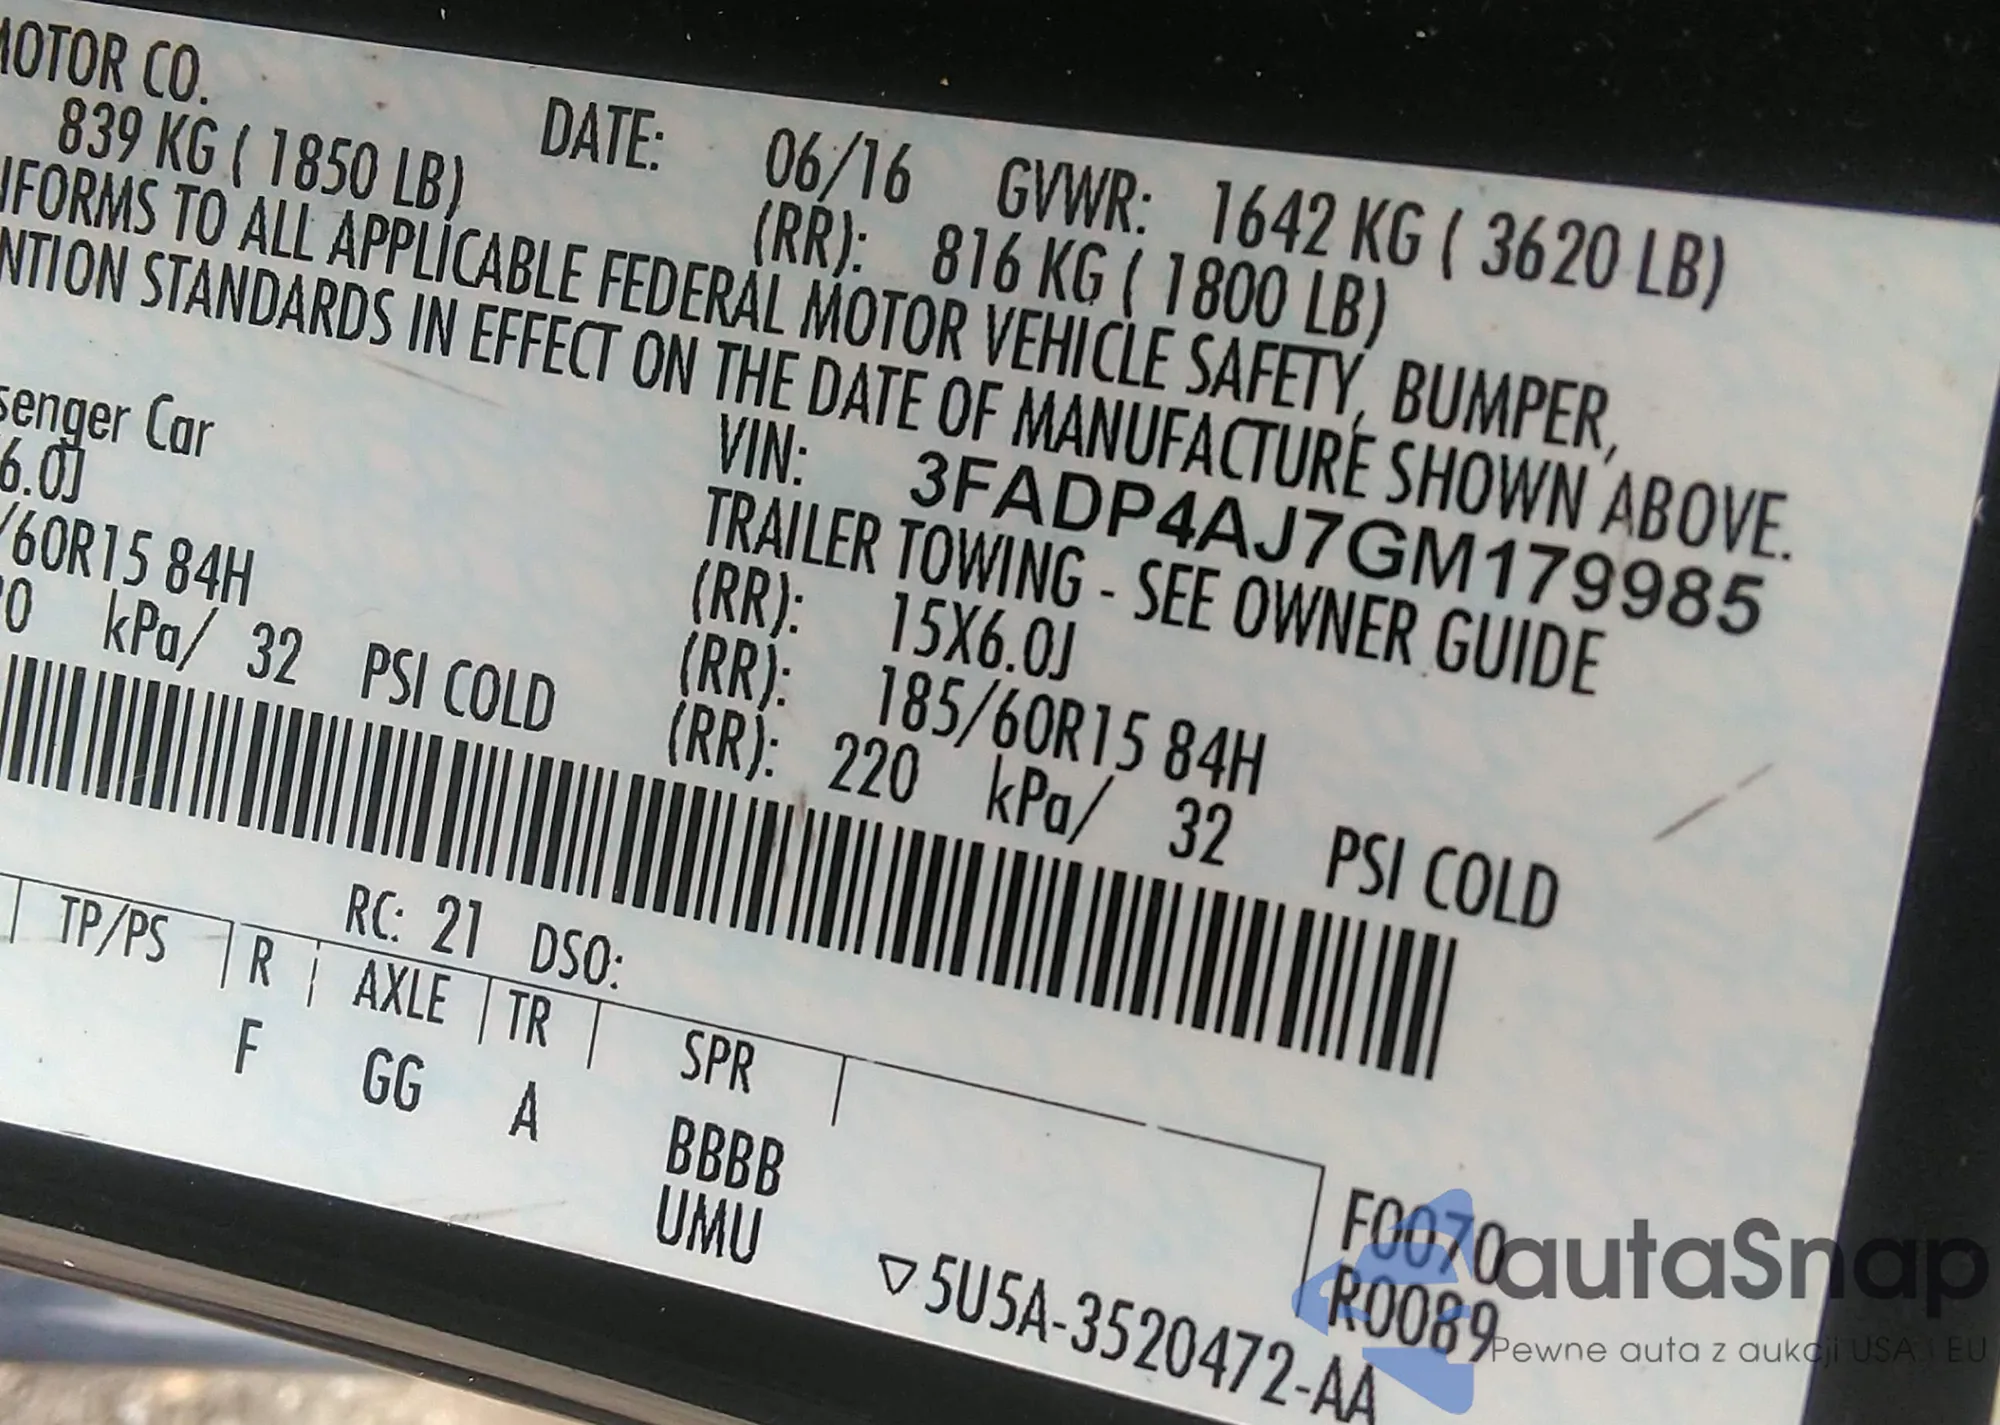 MOTOR CO.
DATE: 06/16 GVWR: 1642 KG ( 3620 LB)
839 KG ( 1850 LB) (RR): 816 KG ( 1800 LB)
IFORMS TO ALL APPLICABLE FEDERAL MOTOR VEHICLE SAFETY, BUMPER,
NTION STANDARDS IN EFFECT ON THE DATE OF MANUFACTURE SHOWN ABOVE.
VIN: 3FADP4AJ7GM179985
senger Car TRAILER TOWING - SEE OWNER GUIDE
6.0J (RR): 15X6.0J
/60R15 84H (RR): 185/60R15 84H
20 kPa/ 32 PSI COLD (RR): 220 kPa/ 32 PSI COLD
RC: 21 DSO:
TP/PS R AXLE TR SPR
F GG A BBBB
UMU
F0070
R0089
▽5U5A-3520472-AA
autaSnap
Pewne auta z aukcji USA i EU